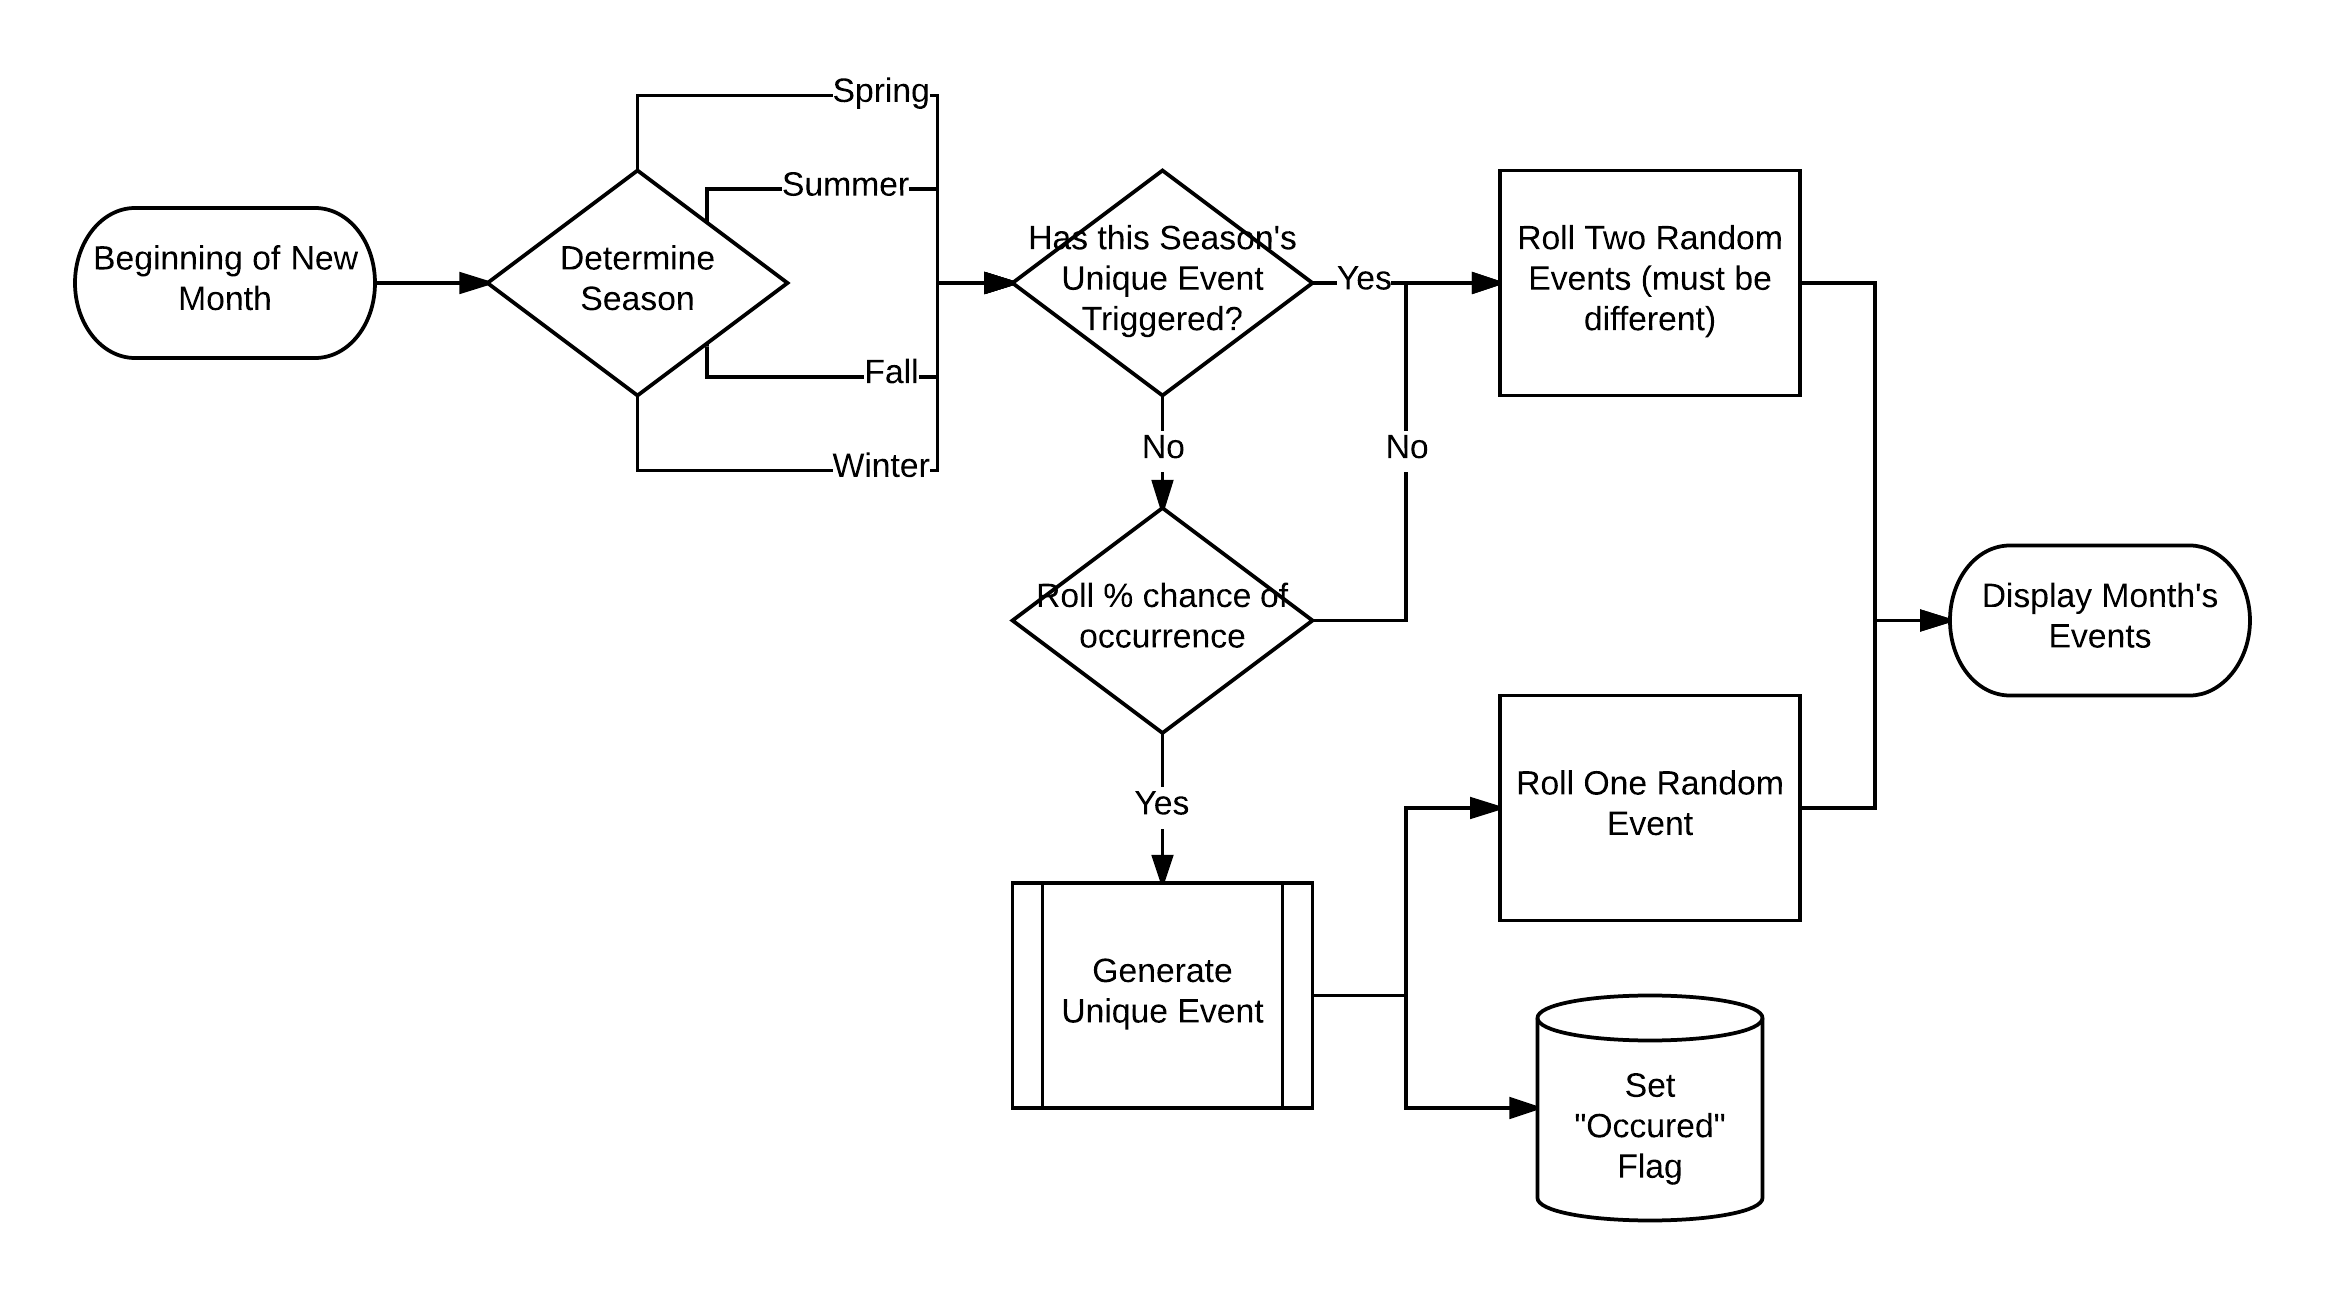 Beginning of New
Month
Determine
Season
Spring
Summer
Fall
Winter
Has this Season's
Unique Event
Triggered?
Yes
No
No
Roll Two Random
Events (must be
different)
Roll % chance of
occurrence
Yes
Display Month's
Events
Roll One Random
Event
Generate
Unique Event
Set
"Occured"
Flag